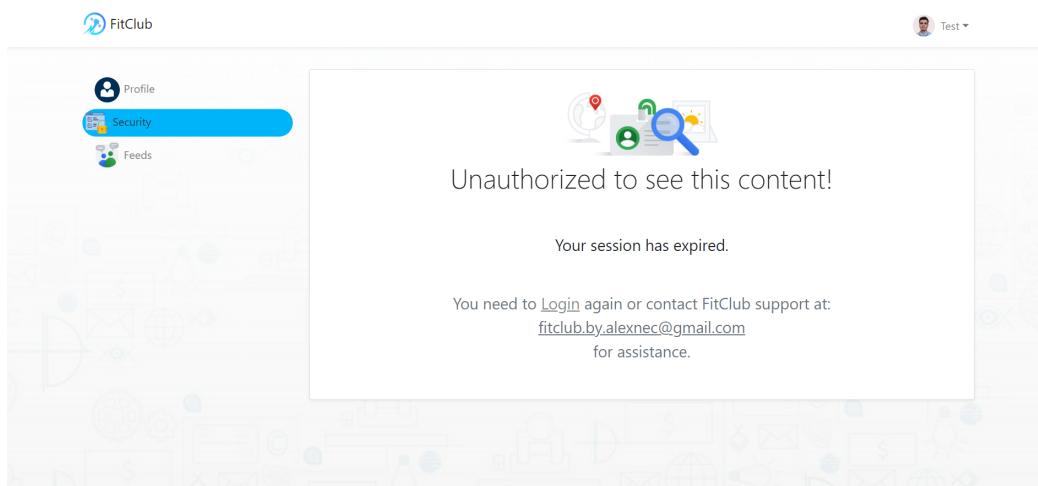 FitClub
Test
Profile
Security
Feeds
Unauthorized to see this content!
Your session has expired.
You need to Login again or contact FitClub support at:
fitclub.by.alexnec@gmail.com
for assistance.